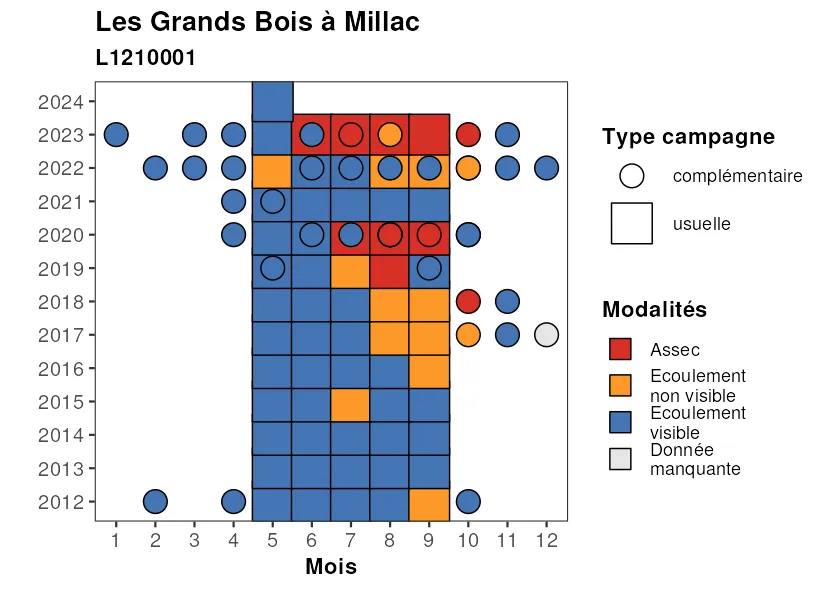 Les Grands Bois à Millac
L1210001
2024
2023
2022
2021
2020
2019
2018
2017
2016
2015
2014
2013
2012
1 2 3 4 5 6 7 8 9 10 11 12
Mois
Type campagne
complémentaire
usuelle
Modalités
Assec
Ecoulement
non visible
Ecoulement
visible
Donnée
manquante